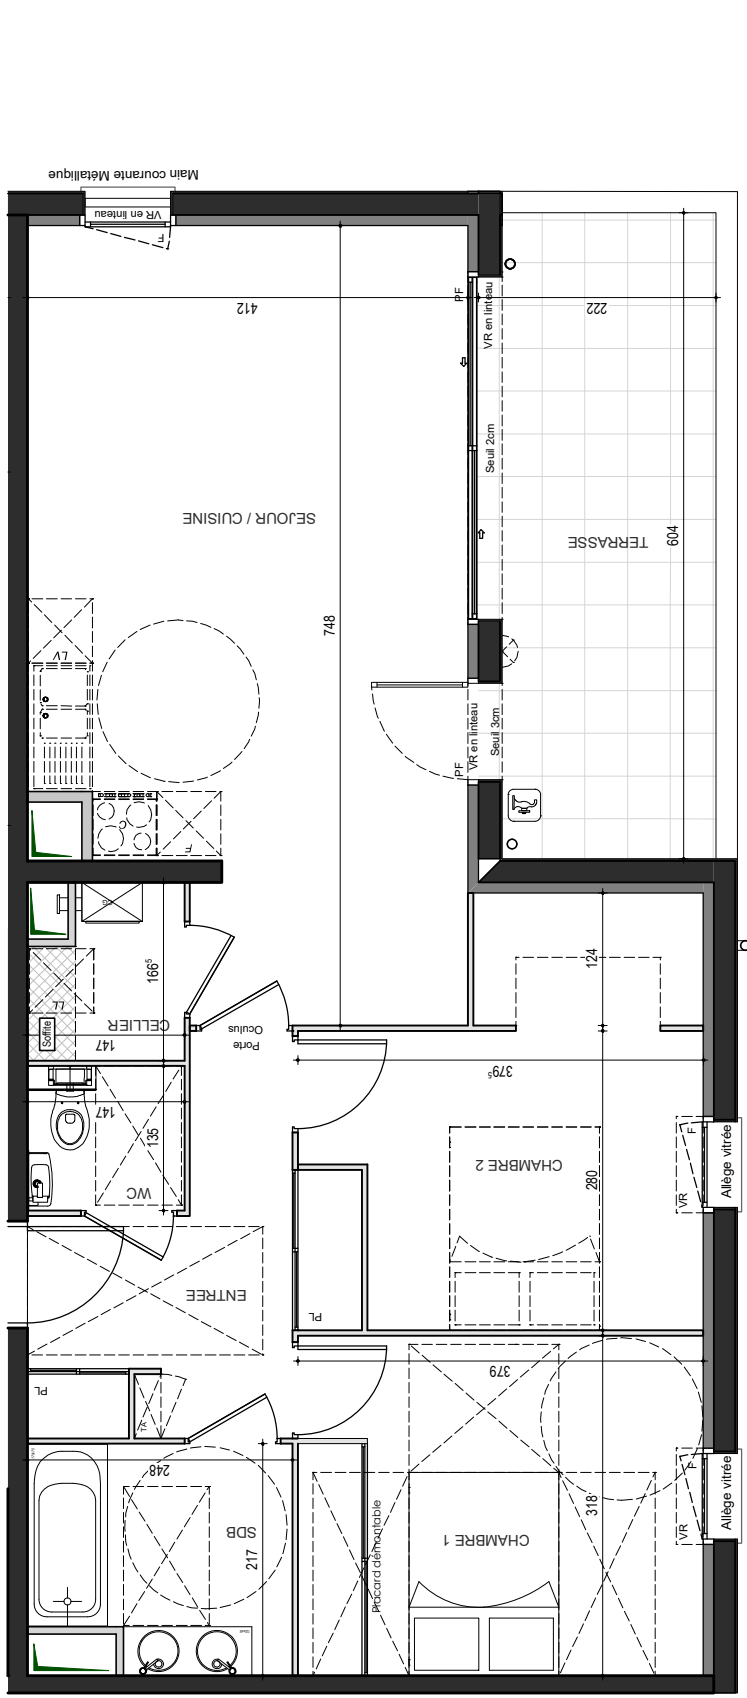 Main courante Métallique
VR en linteau
F
412
PF
VR en linteau
222
Seuil 2cm
SEJOUR / CUISINE
TERRASSE
604
748
LV
VR en linteau
Seuil 3cm
PF
C
F
CG
124
166⁵
LL
CELLIER
Soffite
147
Porte
Oculus
379⁵
147
135
WC
CHAMBRE 2
280
F
VR
Allège vitrée
ENTREE
PL
379
PL
TA
248
F
VR
Allège vitrée
318
SDB
217
Placard démontable
CHAMBRE 1